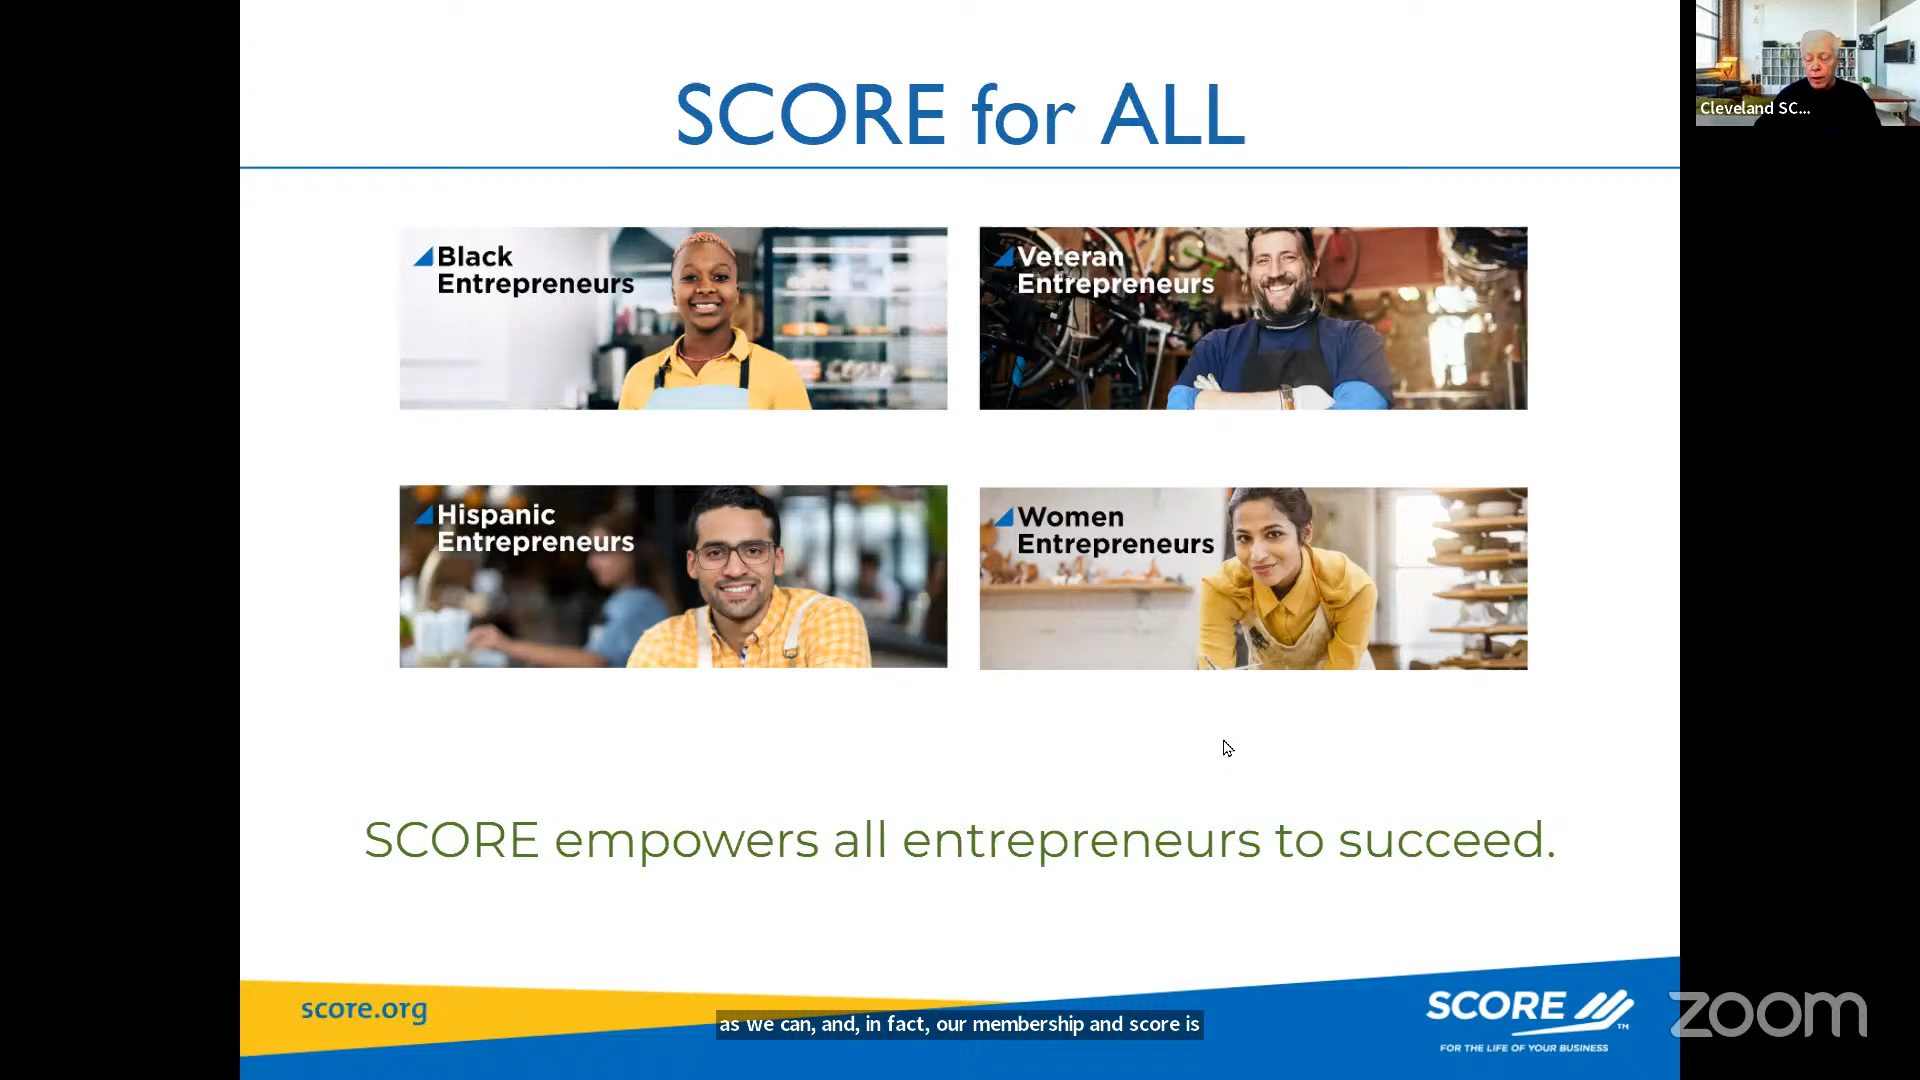 SCORE for ALL
Cleveland SC...
Black
Entrepreneurs
Veteran
Entrepreneurs
Hispanic
Entrepreneurs
Women
Entrepreneurs
SCORE empowers all entrepreneurs to succeed.
score.org
as we can, and, in fact, our membership and score is
SCORE
TM
FOR THE LIFE OF YOUR BUSINESS
zoom